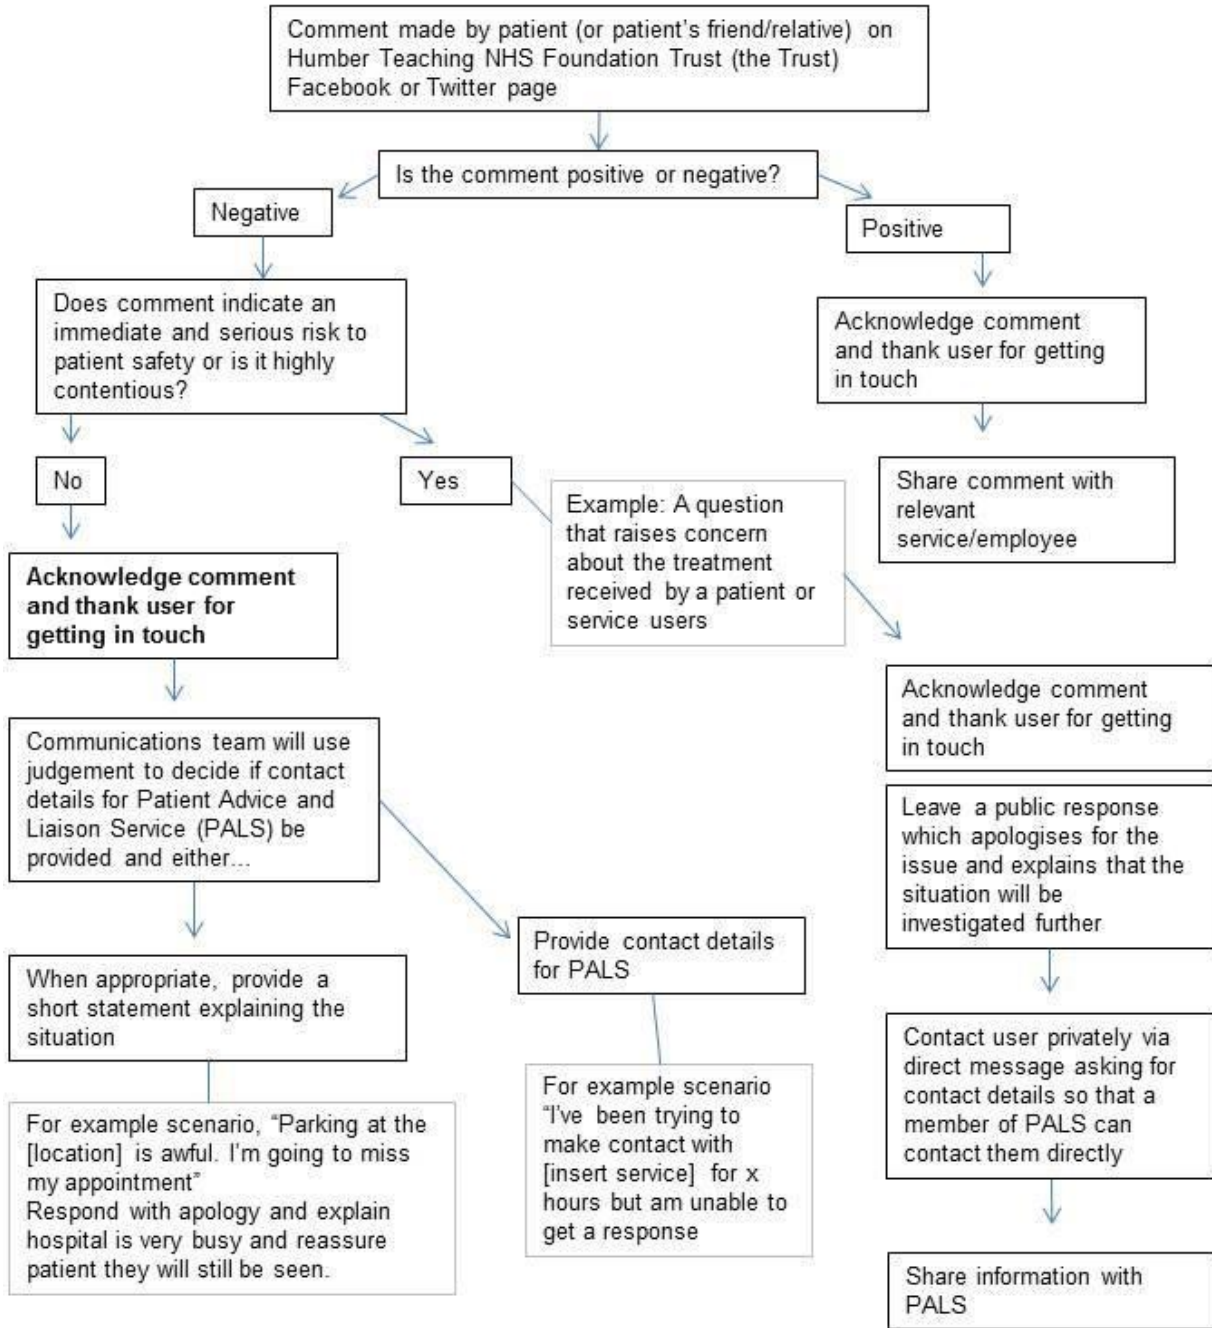 Comment made by patient (or patient's friend/relative) on
Humber Teaching NHS Foundation Trust (the Trust)
Facebook or Twitter page
Is the comment positive or negative?
Negative
Positive
Does comment indicate an
immediate and serious risk to
patient safety or is it highly
contentious?
Acknowledge comment
and thank user for getting
in touch
No
Yes
Example: A question
that raises concern
about the treatment
received by a patient or
service users
Share comment with
relevant
service/employee
Acknowledge comment
and thank user for
getting in touch
Acknowledge comment
and thank user for getting
in touch
Communications team will use
judgement to decide if contact
details for Patient Advice and
Liaison Service (PALS) be
provided and either...
Leave a public response
which apologises for the
issue and explains that the
situation will be
investigated further
Provide contact details
for PALS
When appropriate, provide a
short statement explaining the
situation
Contact user privately via
direct message asking for
contact details so that a
member of PALS can
contact them directly
For example scenario
“I've been trying to
make contact with
[insert service] for x
hours but am unable to
get a response
For example scenario, “Parking at the
[location] is awful. I'm going to miss
my appointment”
Respond with apology and explain
hospital is very busy and reassure
patient they will still be seen.
Share information with
PALS